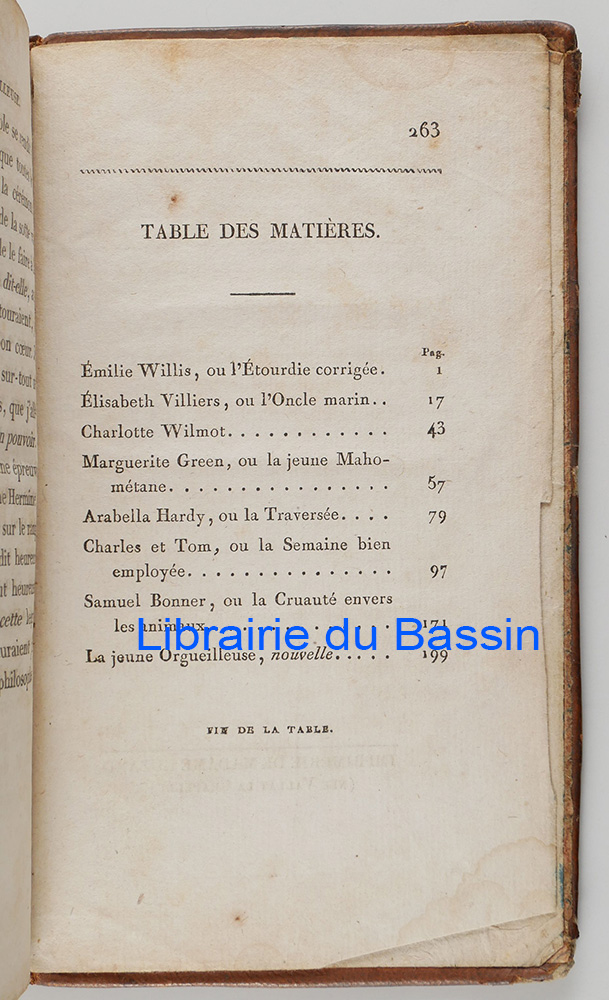 263
TABLE DES MATIÈRES.
Pag.
Émilie Willis, ou l'Étourdie corrigée. 1
Élisabeth Villiers, ou l'Oncle marin.. 17
Charlotte Wilmot............ 43
Marguerite Green, ou la jeune Maho-
métane................ 57
Arabella Hardy, ou la Traversée.... 79
Charles et Tom, ou la Semaine bien
employée............... 97
Samuel Bonner, ou la Cruauté envers
les animaux............ 171
La jeune Orgueilleuse, nouvelle..... 199
Librairie du Bassin
FIN DE LA TABLE.